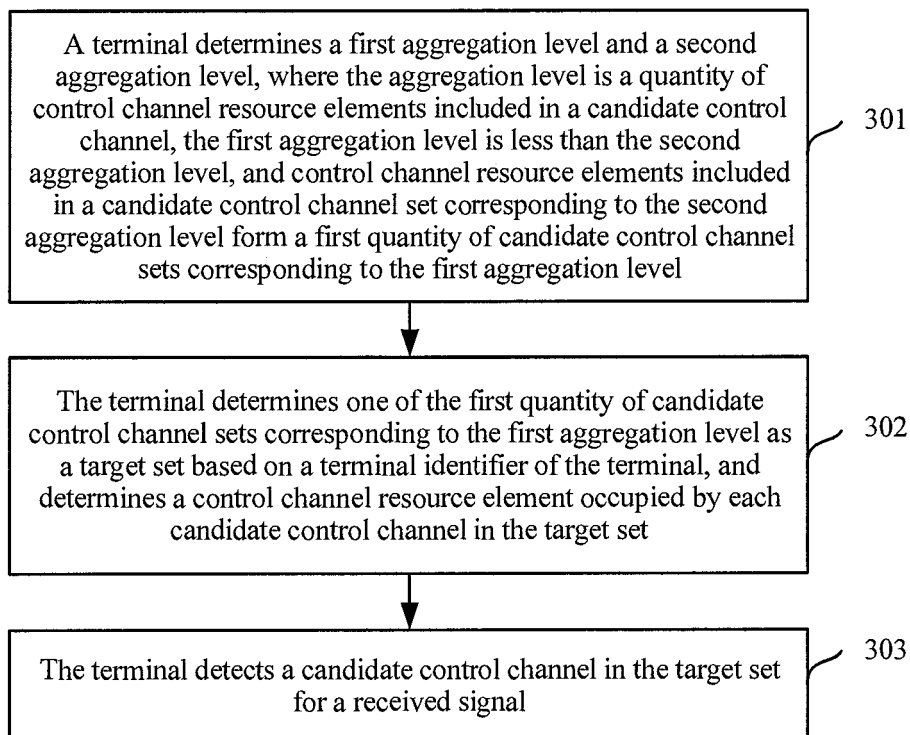 A terminal determines a first aggregation level and a second
aggregation level, where the aggregation level is a quantity of
control channel resource elements included in a candidate control
channel, the first aggregation level is less than the second
aggregation level, and control channel resource elements included
in a candidate control channel set corresponding to the second
aggregation level form a first quantity of candidate control channel
sets corresponding to the first aggregation level
301
The terminal determines one of the first quantity of candidate
control channel sets corresponding to the first aggregation level as
a target set based on a terminal identifier of the terminal, and
determines a control channel resource element occupied by each
candidate control channel in the target set
302
The terminal detects a candidate control channel in the target set
for a received signal
303